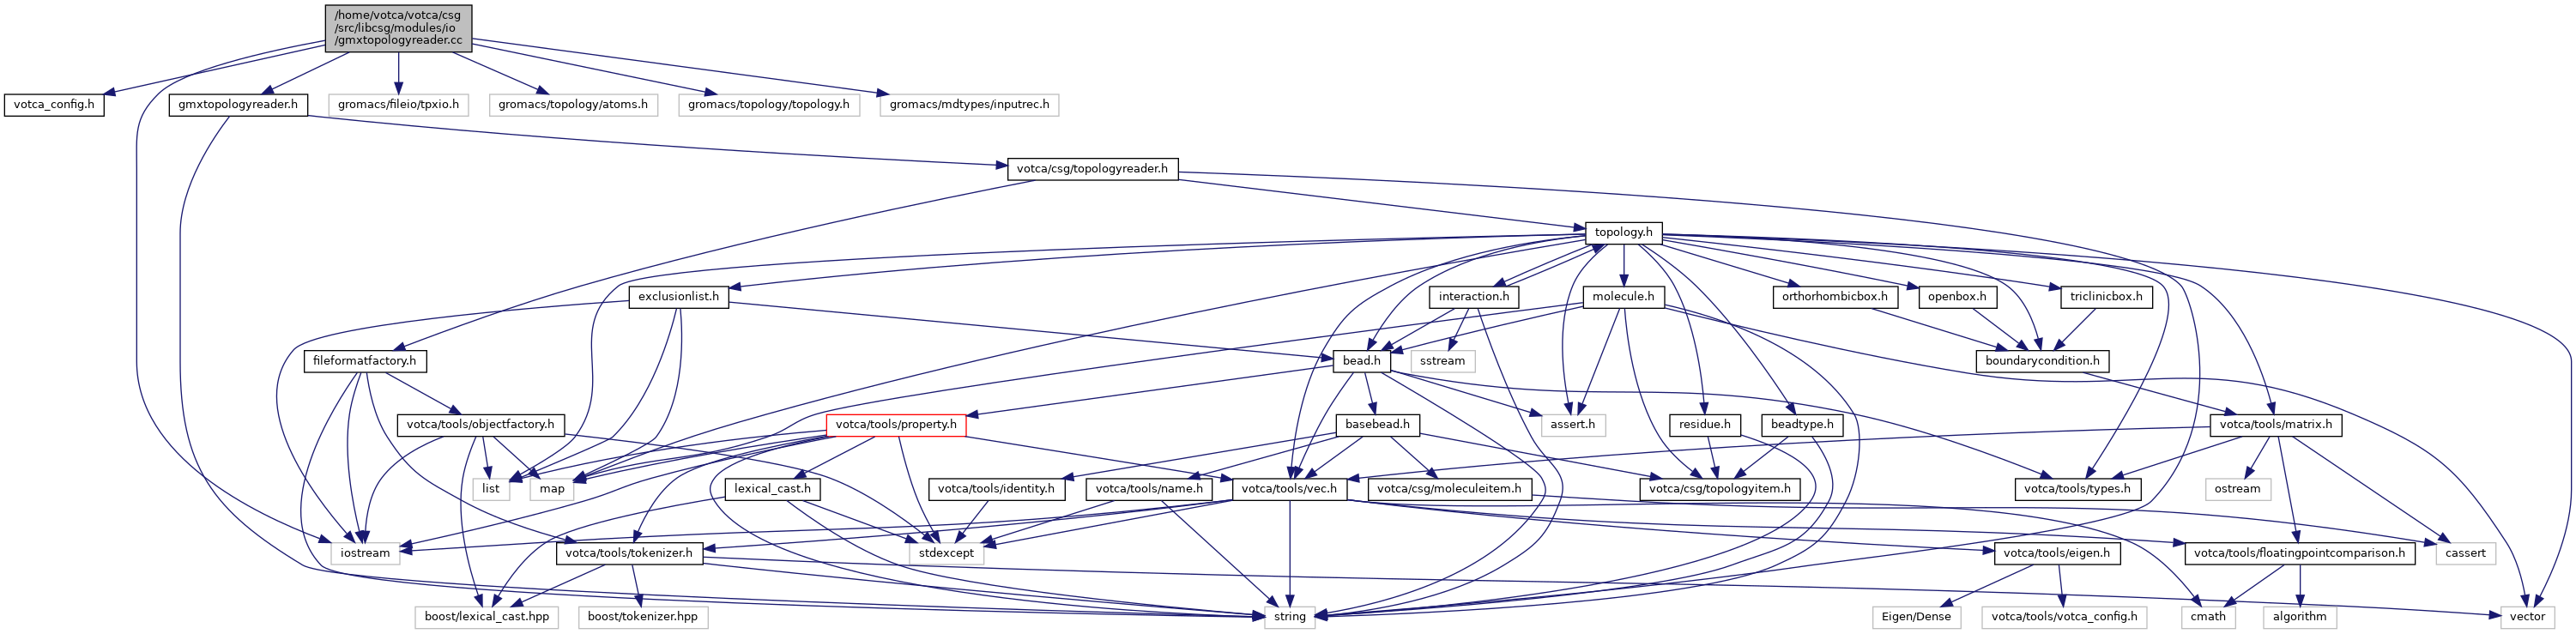 /home/votca/votca/csg
/src/libcsg/modules/io
/gmxtopologyreader.cc
votca_config.h
gmxtopologyreader.h
gromacs/fileio/tpxio.h
gromacs/topology/atoms.h
gromacs/topology/topology.h
gromacs/mdtypes/inputrec.h
votca/csg/topologyreader.h
topology.h
exclusionlist.h
interaction.h
molecule.h
orthorhombicbox.h
openbox.h
triclinicbox.h
fileformatfactory.h
bead.h
sstream
boundarycondition.h
votca/tools/objectfactory.h
votca/tools/property.h
basebead.h
assert.h
residue.h
beadtype.h
votca/tools/matrix.h
list
map
lexical_cast.h
votca/tools/identity.h
votca/tools/name.h
votca/tools/vec.h
votca/csg/moleculeitem.h
votca/csg/topologyitem.h
votca/tools/types.h
ostream
iostream
votca/tools/tokenizer.h
stdexcept
votca/tools/eigen.h
votca/tools/floatingpointcomparison.h
cassert
boost/lexical_cast.hpp
boost/tokenizer.hpp
string
Eigen/Dense
votca/tools/votca_config.h
cmath
algorithm
vector